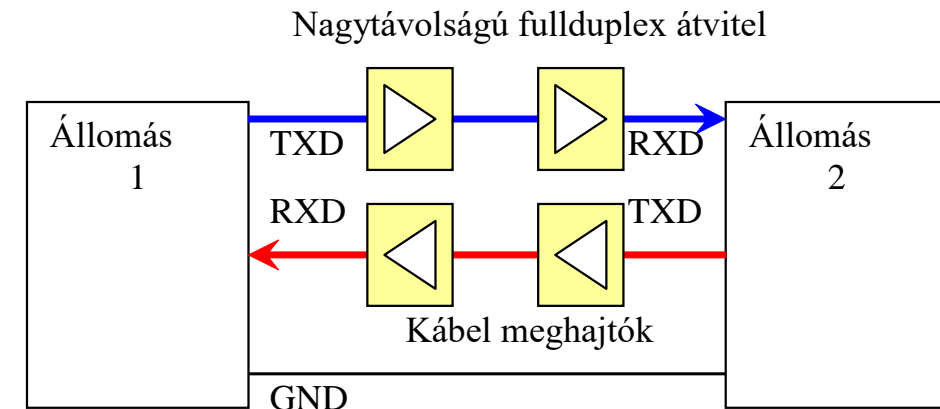 Nagytávolságú fullduplex átvitel
Állomás
1
TXD
RXD
Állomás
2
RXD
TXD
Kábel meghajtók
GND